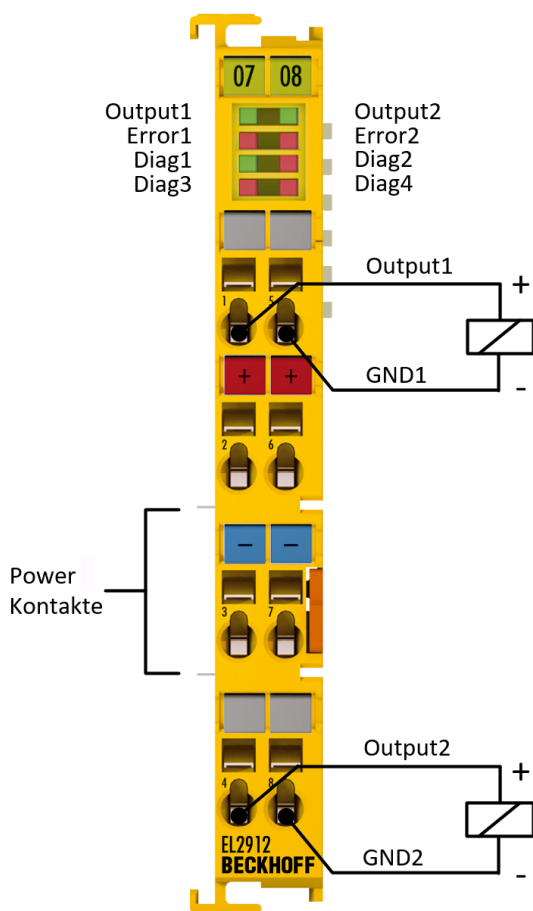 07 08
Output1
Error1
Diag1
Diag3
Output2
Error2
Diag2
Diag4
Output1
+
1 5
GND1
-
+ +
2 6
- -
Power
Kontakte
3 7
Output2
+
4 8
GND2
-
EL2912
BECKHOFF